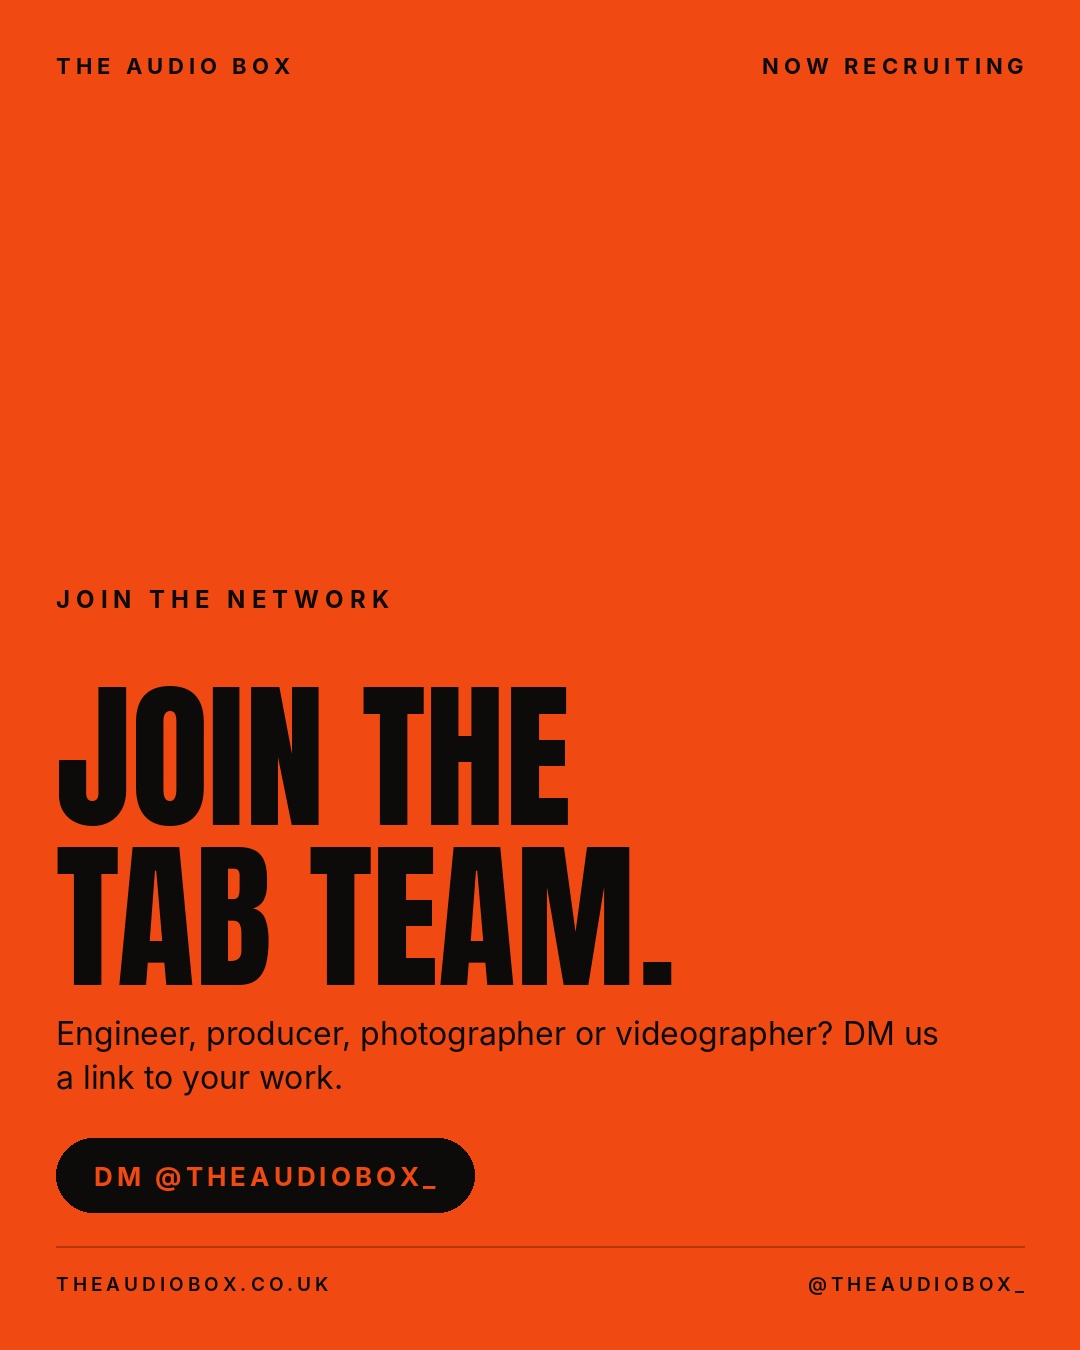 THE AUDIO BOX
NOW RECRUITING
JOIN THE NETWORK
JOIN THE
TAB TEAM.
Engineer, producer, photographer or videographer? DM us
a link to your work.
DM @THEAUDIOBOX_
THEAUDIOBOX.CO.UK
@THEAUDIOBOX_